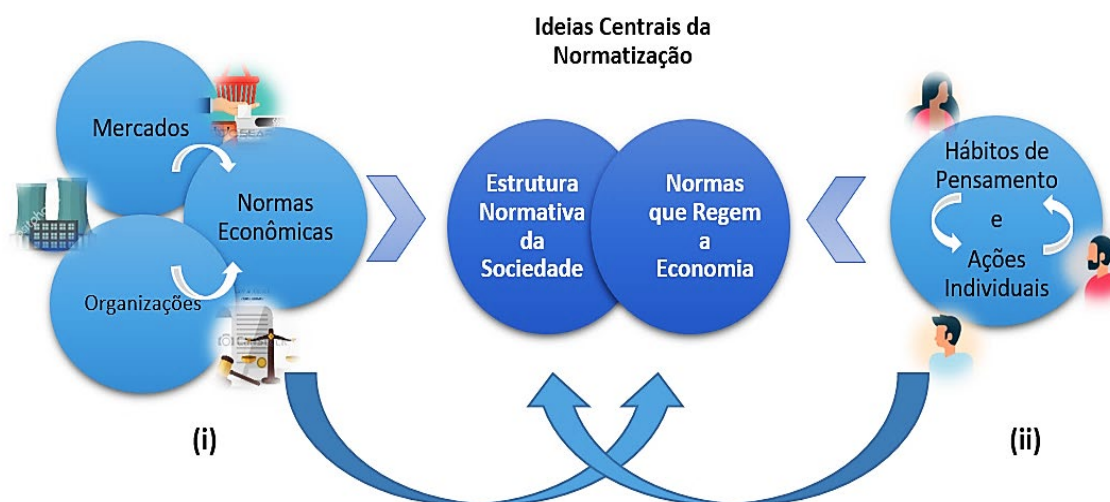 Ideias Centrais da
Normatização
Mercados
Normas
Econômicas
Organizações
(i)
Estrutura
Normativa
da
Sociedade
Normas
que Regem
a
Economia
Hábitos de
Pensamento
e
Ações
Individuais
(ii)